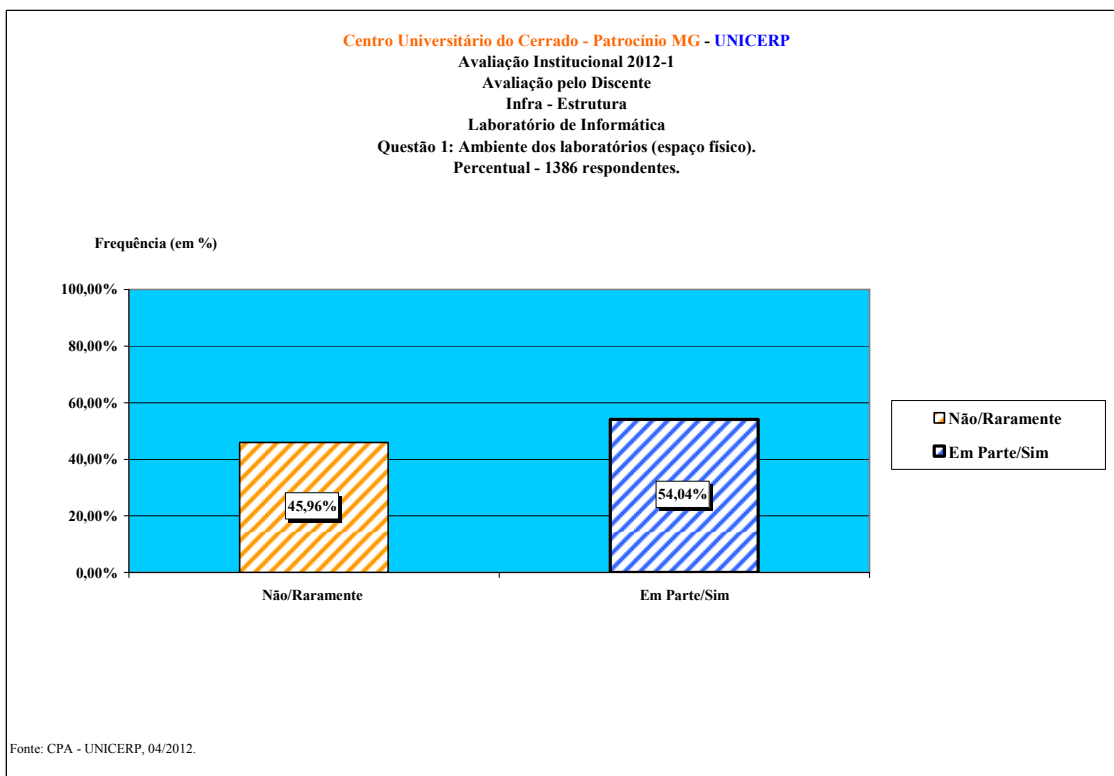 Centro Universitário do Cerrado - Patrocínio MG - UNICERP
Avaliação Institucional 2012-1
Avaliação pelo Discente
Infra - Estrutura
Laboratório de Informática
Questão 1: Ambiente dos laboratórios (espaço físico).
Percentual - 1386 respondentes.
Frequência (em %)
100,00%
80,00%
60,00%
40,00%
20,00%
0,00%
45,96%
54,04%
Não/Raramente
Em Parte/Sim
Não/Raramente
Em Parte/Sim
Fonte: CPA - UNICERP, 04/2012.